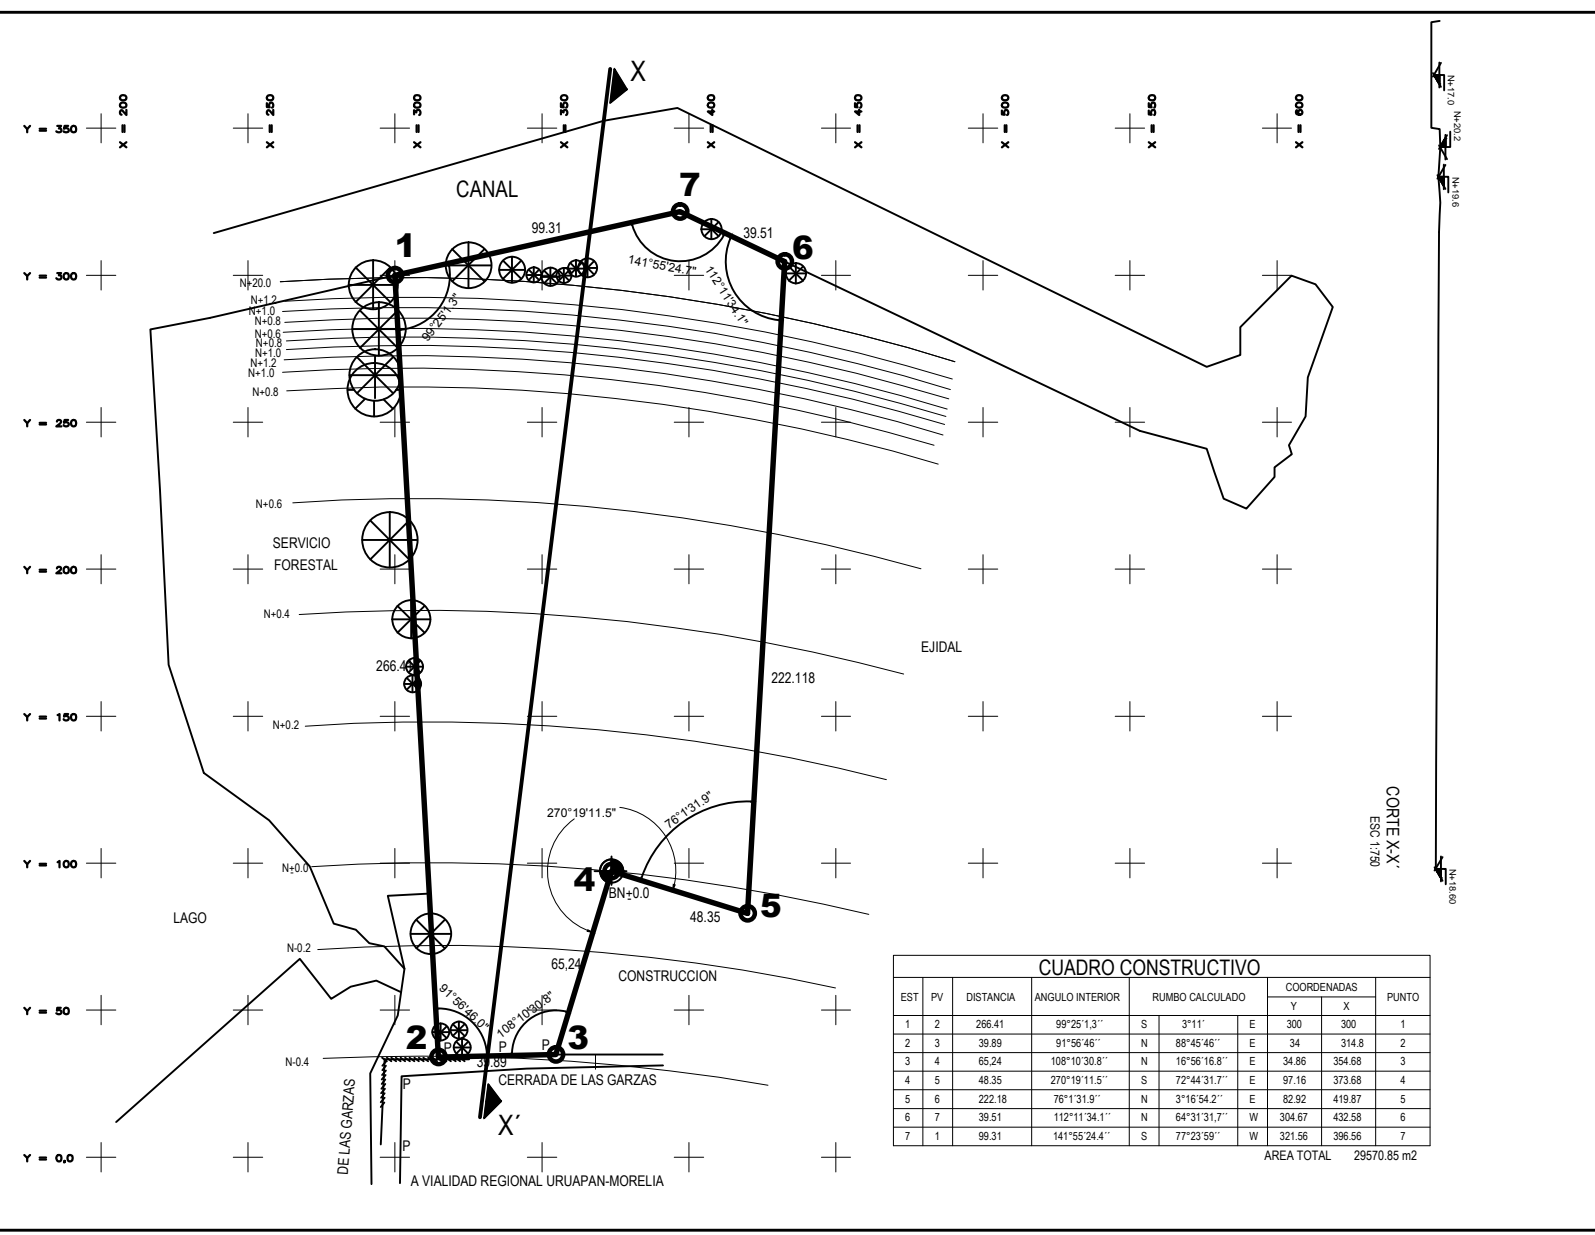 X
X = 200
X = 250
X = 300
X = 350
X = 400
X = 450
X = 500
X = 550
X = 600
Y = 350
Y = 300
Y = 250
Y = 200
Y = 150
Y = 100
Y = 50
Y = 0,0
N+17.0
N+20.2
N+19.6
N+18.60
CORTE X-X´
ESC 1:750
CANAL
7
1
6
99.31
39.51
141°55'24.7"
112°11'34.1"
99°25'1.3"
N+20.0
N+1.2
N+1.0
N+0.8
N+0.6
N+0.8
N+1.0
N+1.2
N+1.0
N+0.8
N+0.6
SERVICIO
FORESTAL
N+0.4
EJIDAL
266.4
222.118
N+0.2
270°19'11.5"
76°1'31.9"
N±0.0
4
BN±0.0
5
48.35
LAGO
N-0.2
65,24
CONSTRUCCION
91°56'46.0"
108°10'30.8"
2
3
P
P
P
39.89
N-0.4
CERRADA DE LAS GARZAS
P
DE LAS GARZAS
X´
P
A VIALIDAD REGIONAL URUAPAN-MORELIA
CUADRO CONSTRUCTIVO
EST PV DISTANCIA ANGULO INTERIOR RUMBO CALCULADO COORDENADAS PUNTO
Y X
1 2 266.41 99°25´1,3´´ S 3°11´ E 300 300 1
2 3 39.89 91°56´46´´ N 88°45´46´´ E 34 314.8 2
3 4 65,24 108°10´30.8´´ N 16°56´16.8´´ E 34.86 354.68 3
4 5 48.35 270°19´11.5´´ S 72°44´31.7´´ E 97.16 373.68 4
5 6 222.18 76°1´31.9´´ N 3°16´54.2´´ E 82.92 419.87 5
6 7 39.51 112°11´34.1´´ N 64°31´31,7´´ W 304.67 432.58 6
7 1 99.31 141°55´24.4´´ S 77°23´59´´ W 321.56 396.56 7
AREA TOTAL 29570.85 m2